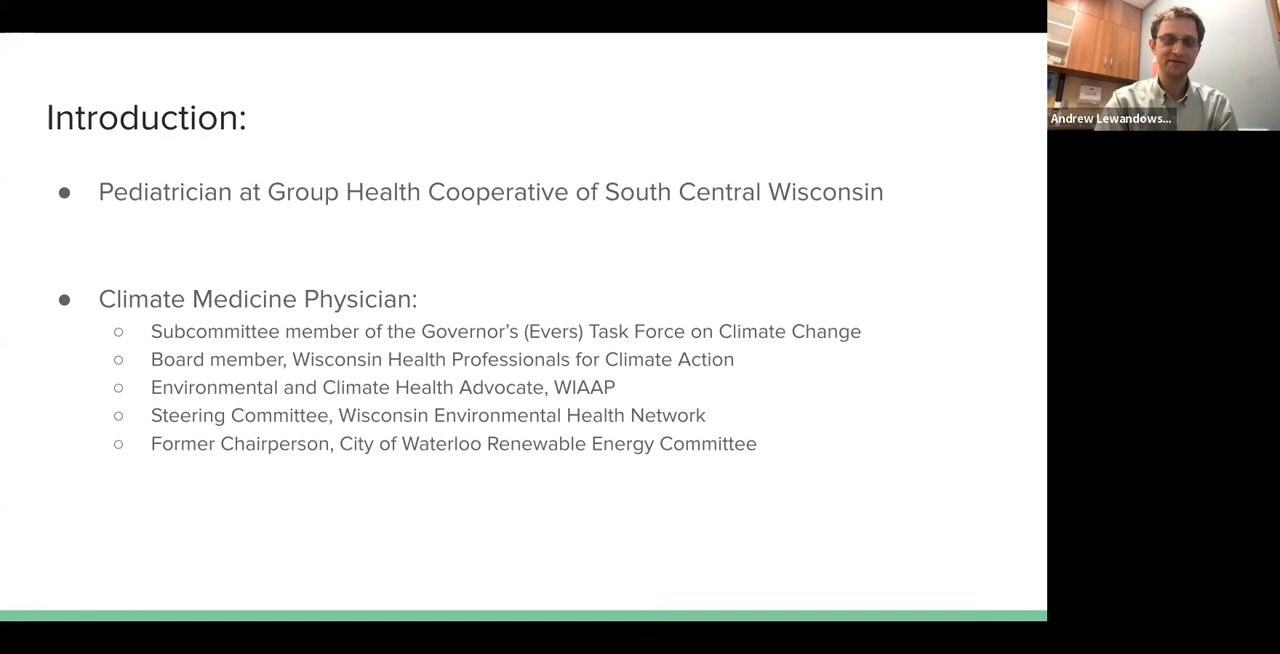 Introduction:
● Pediatrician at Group Health Cooperative of South Central Wisconsin
● Climate Medicine Physician:
○ Subcommittee member of the Governor’s (Evers) Task Force on Climate Change
○ Board member, Wisconsin Health Professionals for Climate Action
○ Environmental and Climate Health Advocate, WIAAP
○ Steering Committee, Wisconsin Environmental Health Network
○ Former Chairperson, City of Waterloo Renewable Energy Committee
Andrew Lewandows...